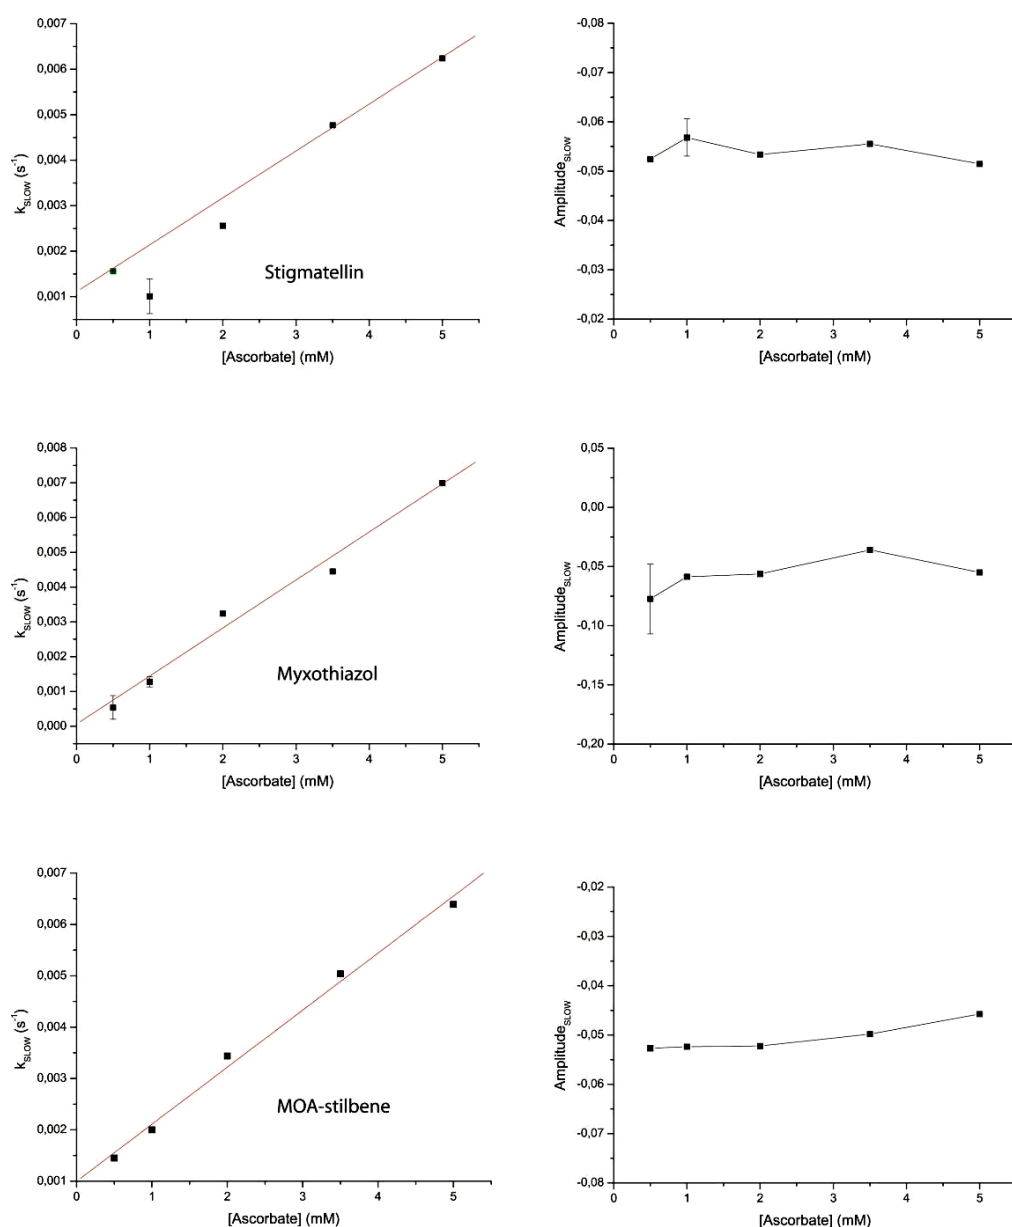 0,007
0,006
0,005
0,004
0,003
0,002
0,001
k_SLOW (s⁻¹)
Stigmatellin
0 1 2 3 4 5
[Ascorbate] (mM)
-0,08
-0,07
-0,06
-0,05
-0,04
-0,03
-0,02
Amplitude_SLOW
0 1 2 3 4 5
[Ascorbate] (mM)
0,008
0,007
0,006
0,005
0,004
0,003
0,002
0,001
0,000
k_SLOW (s⁻¹)
Myxothiazol
0 1 2 3 4 5
[Ascorbate] (mM)
0,05
0,00
-0,05
-0,10
-0,15
-0,20
Amplitude_SLOW
0 1 2 3 4 5
[Ascorbate] (mM)
0,007
0,006
0,005
0,004
0,003
0,002
0,001
k_SLOW (s⁻¹)
MOA-stilbene
0 1 2 3 4 5
[Ascorbate] (mM)
-0,02
-0,03
-0,04
-0,05
-0,06
-0,07
-0,08
Amplitude_SLOW
0 1 2 3 4 5
[Ascorbate] (mM)